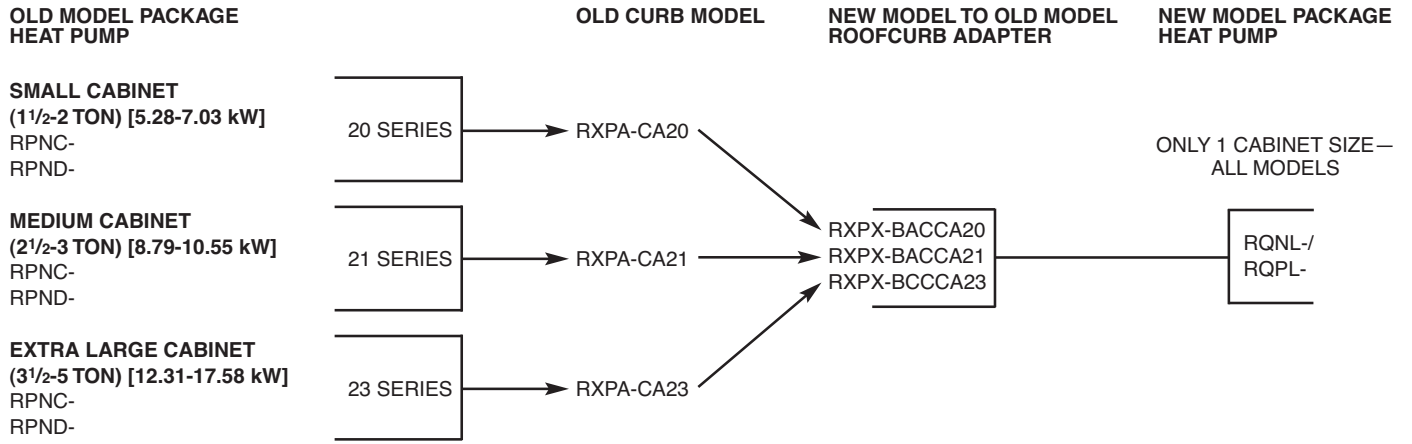 OLD MODEL PACKAGE
HEAT PUMP
OLD CURB MODEL
NEW MODEL TO OLD MODEL
ROOFCURB ADAPTER
NEW MODEL PACKAGE
HEAT PUMP
SMALL CABINET
(1 1/2-2 TON) [5.28-7.03 kW]
RPNC-
RPND-
20 SERIES
RXPA-CA20
MEDIUM CABINET
(2 1/2-3 TON) [8.79-10.55 kW]
RPNC-
RPND-
21 SERIES
RXPA-CA21
EXTRA LARGE CABINET
(3 1/2-5 TON) [12.31-17.58 kW]
RPNC-
RPND-
23 SERIES
RXPA-CA23
RXPX-BACCA20
RXPX-BACCA21
RXPX-BCCCA23
ONLY 1 CABINET SIZE—
ALL MODELS
RQNL-/
RQPL-